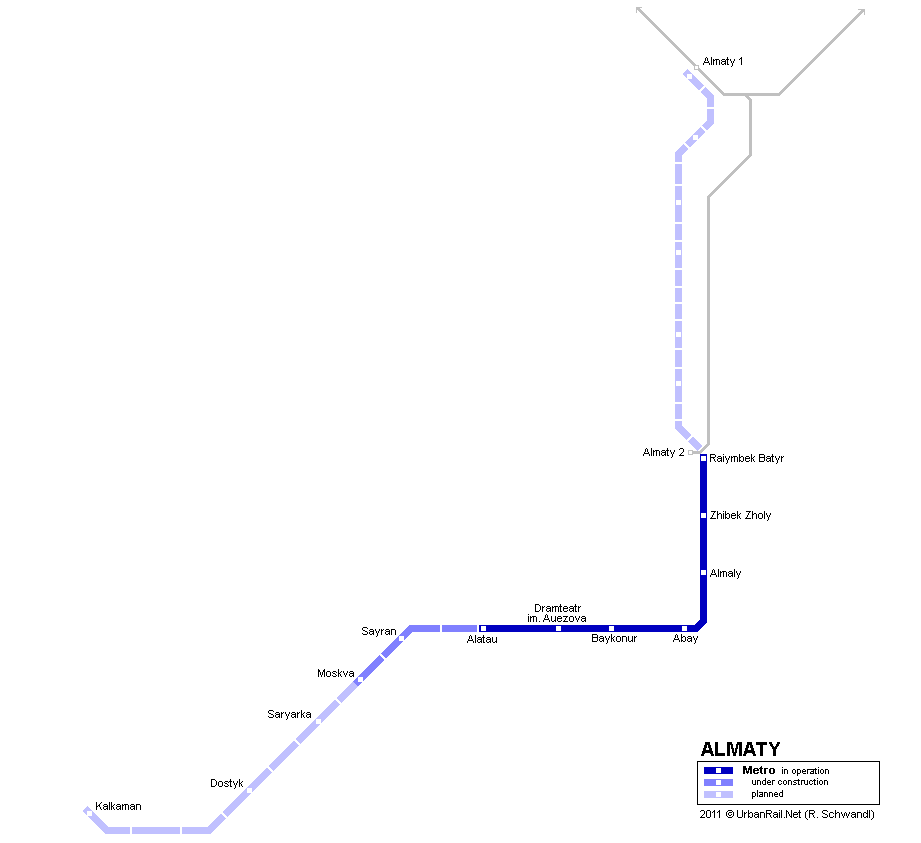 Almaty 1
Almaty 2
Raiymbek Batyr
Zhibek Zholy
Almaly
Dramteatr
im. Auezova
Sayran
Alatau
Baykonur
Abay
Moskva
Saryarka
Dostyk
Kalkaman
ALMATY
Metro in operation
under construction
planned
2011 © UrbanRail.Net (R. Schwandl)